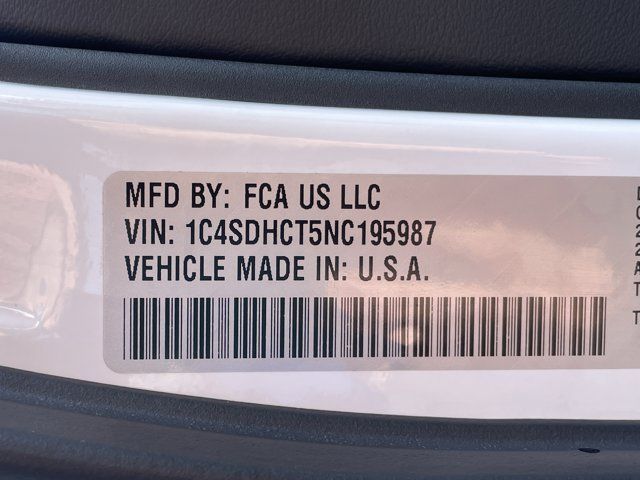 MFD BY: FCA US LLC
VIN: 1C4SDHCT5NC195987
VEHICLE MADE IN: U.S.A.